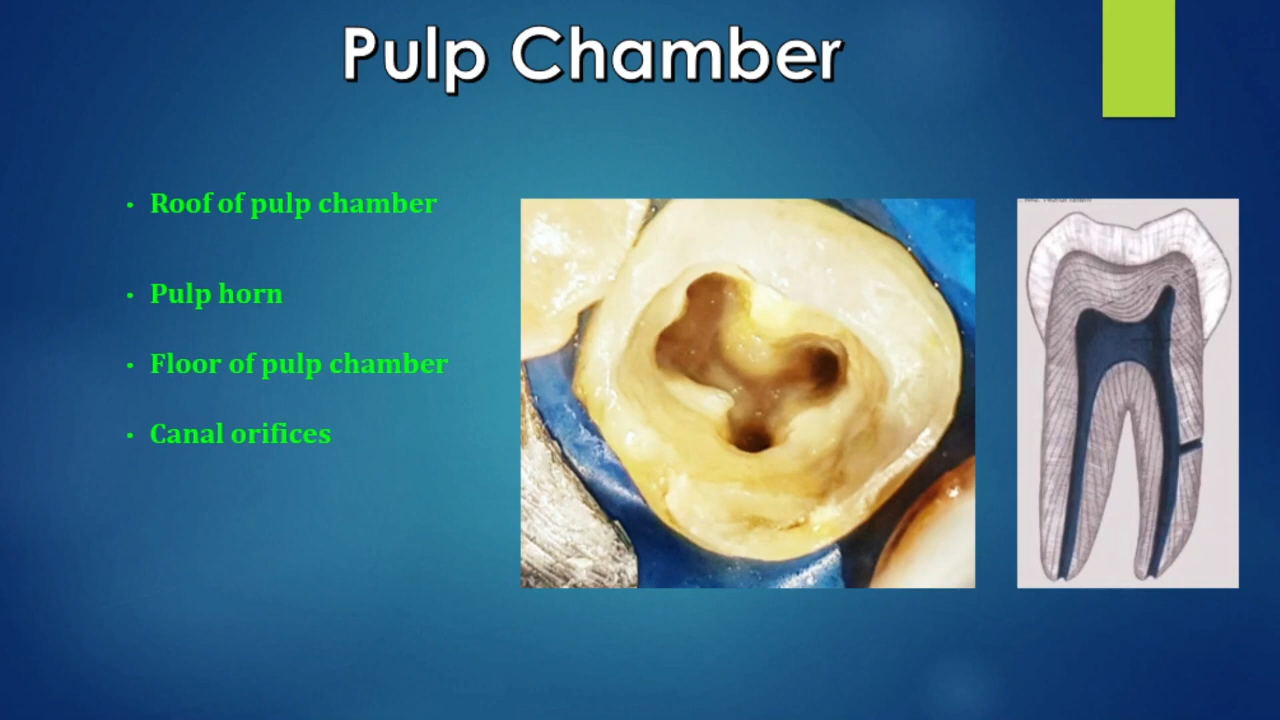 Pulp Chamber
• Roof of pulp chamber
• Pulp horn
• Floor of pulp chamber
• Canal orifices